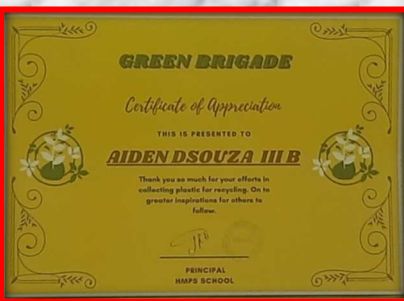 GREEN BRIGADE
Certificate of Appreciation
THIS IS PRESENTED TO
AIDEN DSOUZA III B
Thank you so much for your efforts in
collecting plastic for recycling. On to
greater inspirations for others to
follow.
PRINCIPAL
HMPS SCHOOL